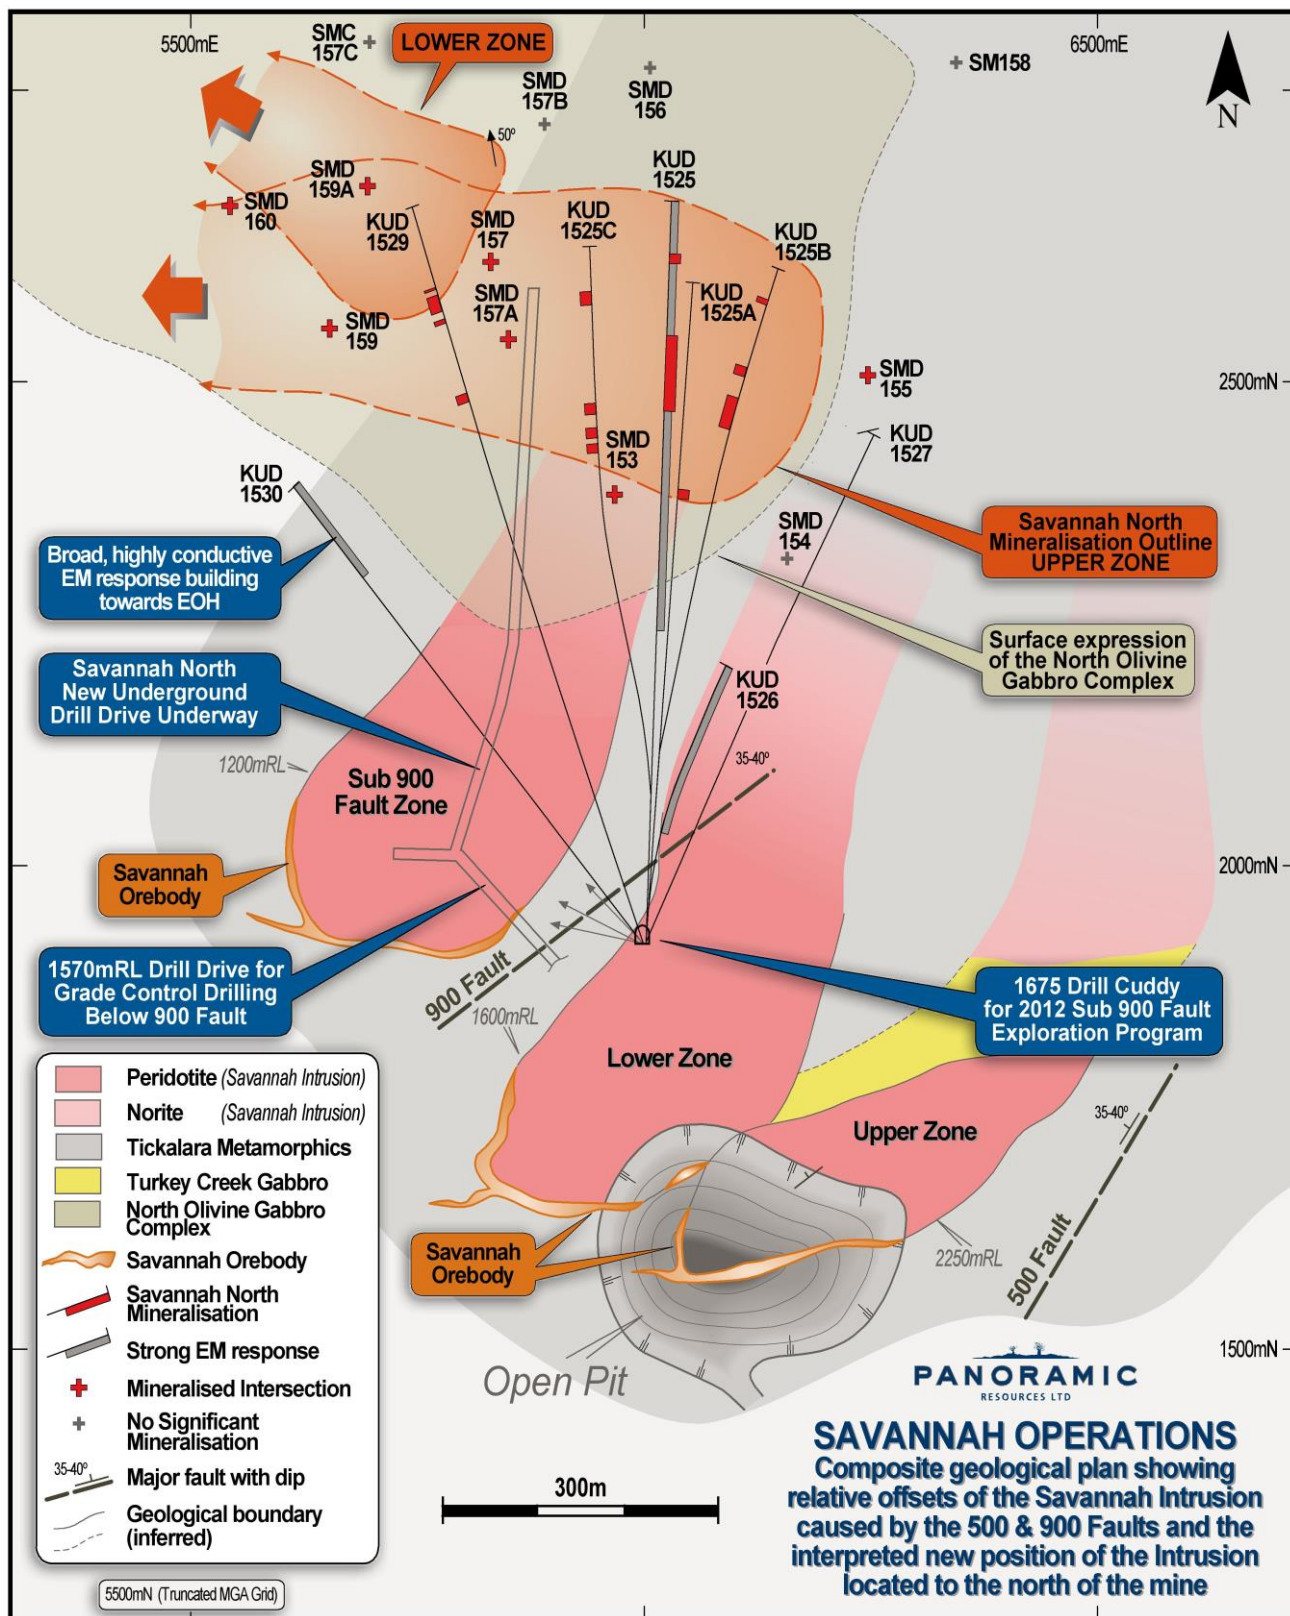 5500mE
6500mE
SMC
157C
LOWER ZONE
SMD
157B
SMD
156
SM158
N
50º
SMD
159A
SMD
160
KUD
1529
SMD
157
KUD
1525C
KUD
1525
KUD
1525B
SMD
159
SMD
157A
KUD
1525A
SMD
155
2500mN
KUD
1527
SMD
153
KUD
1530
SMD
154
Savannah North
Mineralisation Outline
UPPER ZONE
Broad, highly conductive
EM response building
towards EOH
Surface expression
of the North Olivine
Gabbro Complex
Savannah North
New Underground
Drill Drive Underway
KUD
1526
1200mRL
35-40º
Sub 900
Fault Zone
Savannah
Orebody
2000mN
1570mRL Drill Drive for
Grade Control Drilling
Below 900 Fault
900 Fault
1600mRL
1675 Drill Cuddy
for 2012 Sub 900 Fault
Exploration Program
Lower Zone
Upper Zone
35-40º
Savannah
Orebody
2250mRL
500 Fault
Open Pit
1500mN
Peridotite (Savannah Intrusion)
Norite (Savannah Intrusion)
Tickalara Metamorphics
Turkey Creek Gabbro
North Olivine Gabbro
Complex
Savannah Orebody
Savannah North
Mineralisation
Strong EM response
Mineralised Intersection
No Significant
Mineralisation
35-40º
Major fault with dip
Geological boundary
(inferred)
5500mN (Truncated MGA Grid)
300m
PANORAMIC
RESOURCES LTD
SAVANNAH OPERATIONS
Composite geological plan showing
relative offsets of the Savannah Intrusion
caused by the 500 & 900 Faults and the
interpreted new position of the Intrusion
located to the north of the mine